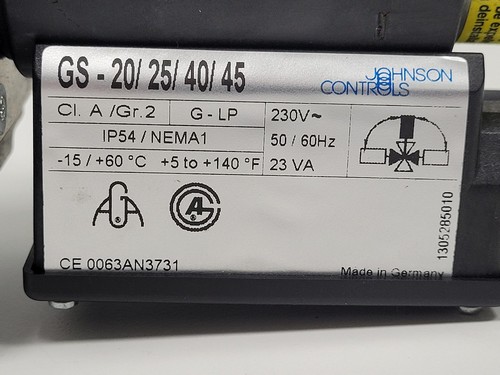 GS - 20/ 25/ 40/ 45
JOHNSON
CONTROLS
Cl. A /Gr.2
G - LP
230V~
IP54 / NEMA1
50 / 60Hz
-15 / +60 °C +5 to +140 °F
23 VA
AGA
CE 0063AN3731
Made in Germany
1305285010